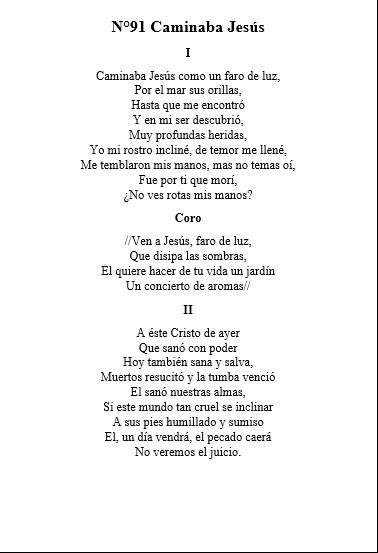 N°91 Caminaba Jesús
I
Caminaba Jesús como un faro de luz,
Por el mar sus orillas,
Hasta que me encontró
Y en mi ser descubrió,
Muy profundas heridas,
Yo mi rostro incliné, de temor me llené,
Me temblaron mis manos, mas no temas oí,
Fue por ti que morí,
¿No ves rotas mis manos?
Coro
//Ven a Jesús, faro de luz,
Que disipa las sombras,
Él quiere hacer de tu vida un jardín
Un concierto de aromas//
II
A éste Cristo de ayer
Que sanó con poder
Hoy también sana y salva,
Muertos resucitó y la tumba venció
El sanó nuestras almas,
Si este mundo tan cruel se inclinar
A sus pies humillado y sumiso
El, un día vendrá, el pecado caerá
No veremos el juicio.